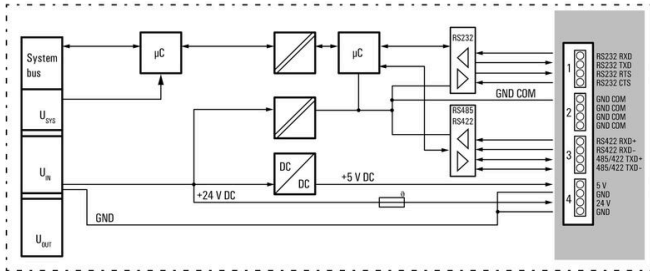 System
bus
U SYS
U IN
U OUT
µC
µC
DC
DC
+24 V DC
+5 V DC
GND
GND COM
RS232
RS485
RS422
1
RS232 RXD
RS232 TXD
RS232 RTS
RS232 CTS
2
GND COM
GND COM
GND COM
GND COM
3
RS422 RXD+
RS422 RXD-
485/422 TXD+
485/422 TXD-
4
5 V
GND
24 V
GND